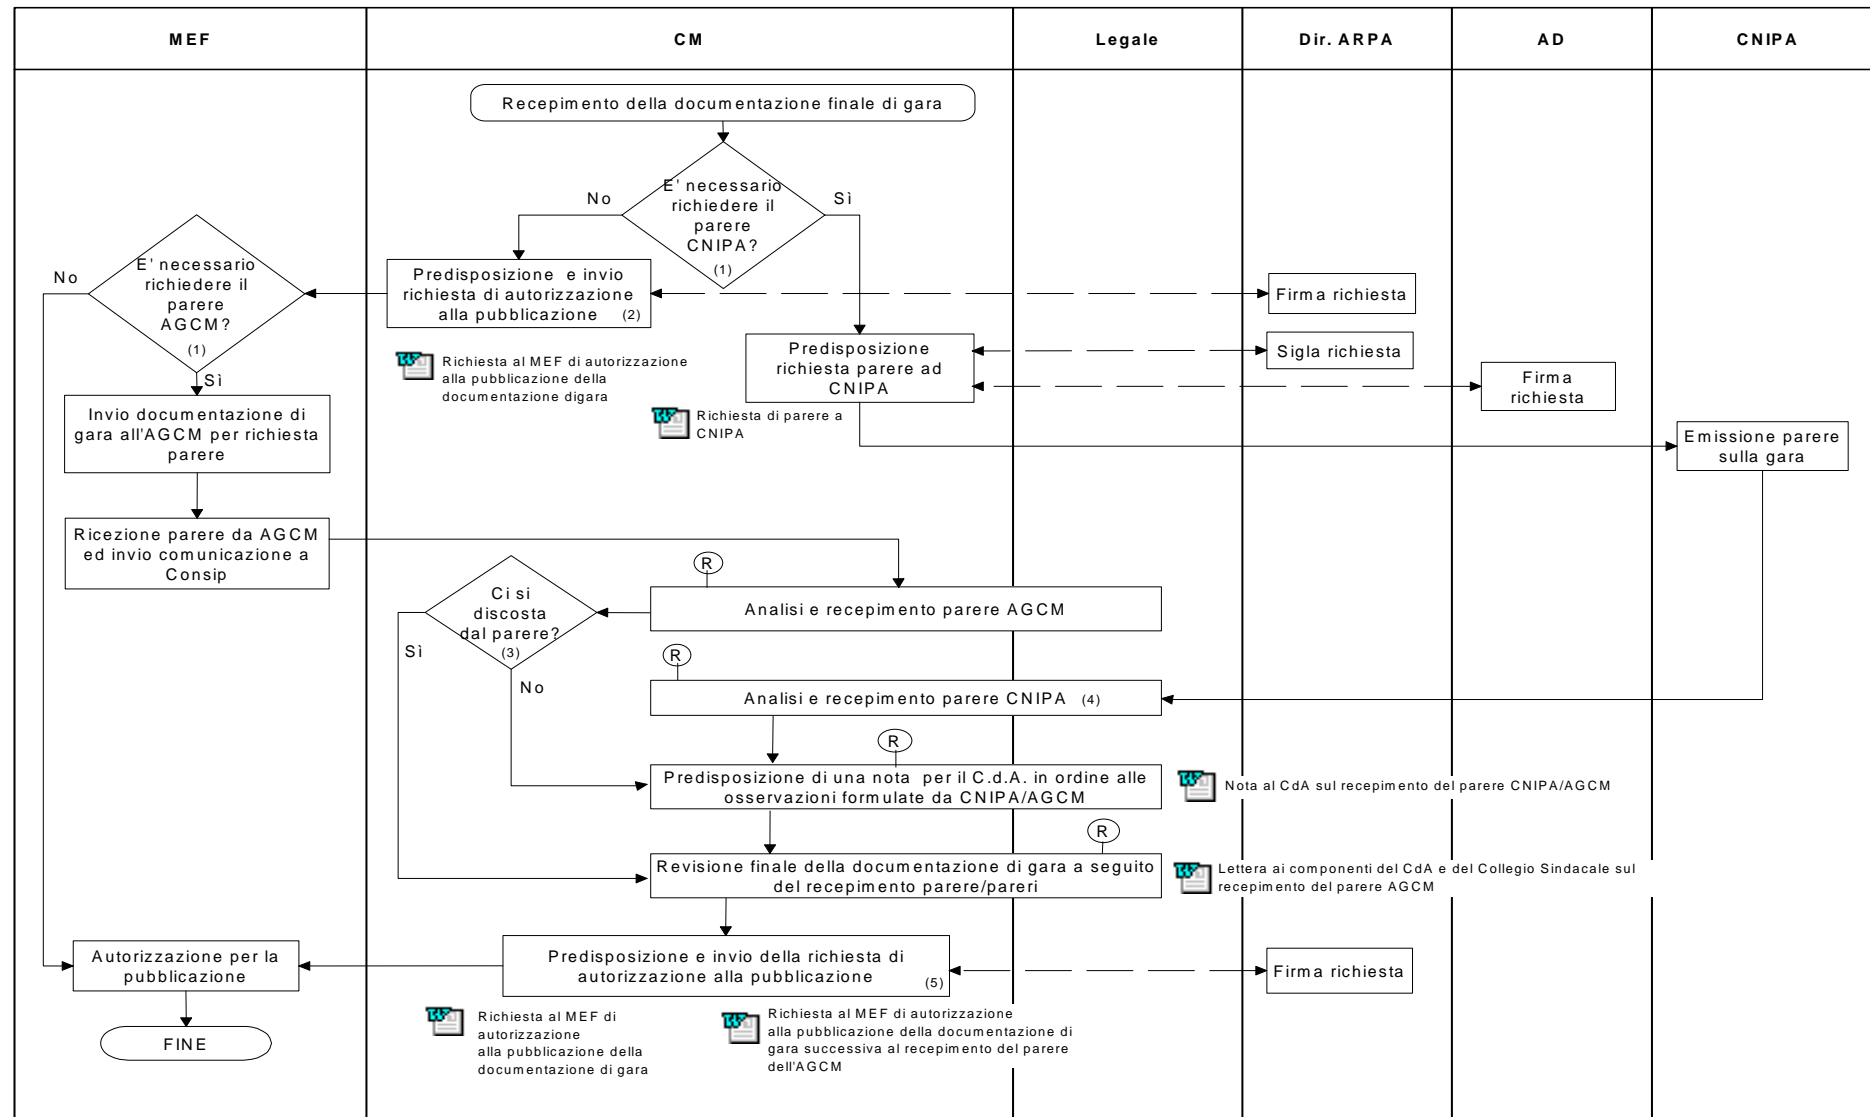 MEF
CM
Legale
Dir. ARPA
AD
CNIPA
Recepimento della documentazione finale di gara
E' necessario
richiedere il
parere
CNIPA?
(1)
No
Sì
E' necessario
richiedere il
parere
AGCM?
(1)
No
Sì
Predisposizione e invio
richiesta di autorizzazione
alla pubblicazione (2)
Firma richiesta
Richiesta al MEF di autorizzazione
alla pubblicazione della
documentazione digara
Predisposizione
richiesta parere ad
CNIPA
Sigla richiesta
Firma
richiesta
Richiesta di parere a
CNIPA
Invio documentazione di
gara all'AGCM per richiesta
parere
Emissione parere
sulla gara
Ricezione parere da AGCM
ed invio comunicazione a
Consip
R
Analisi e recepimento parere AGCM
Ci si
discosta
dal parere?
(3)
Sì
No
R
Analisi e recepimento parere CNIPA (4)
R
Predisposizione di una nota per il C.d.A. in ordine alle
osservazioni formulate da CNIPA/AGCM
Nota al CdA sul recepimento del parere CNIPA/AGCM
R
Revisione finale della documentazione di gara a seguito
del recepimento parere/pareri
Lettera ai componenti del CdA e del Collegio Sindacale sul
recepimento del parere AGCM
Autorizzazione per la
pubblicazione
Predisposizione e invio della richiesta di
autorizzazione alla pubblicazione
(5)
Firma richiesta
FINE
Richiesta al MEF di
autorizzazione
alla pubblicazione della
documentazione di gara
Richiesta al MEF di autorizzazione
alla pubblicazione della documentazione di
gara successiva al recepimento del parere
dell'AGCM